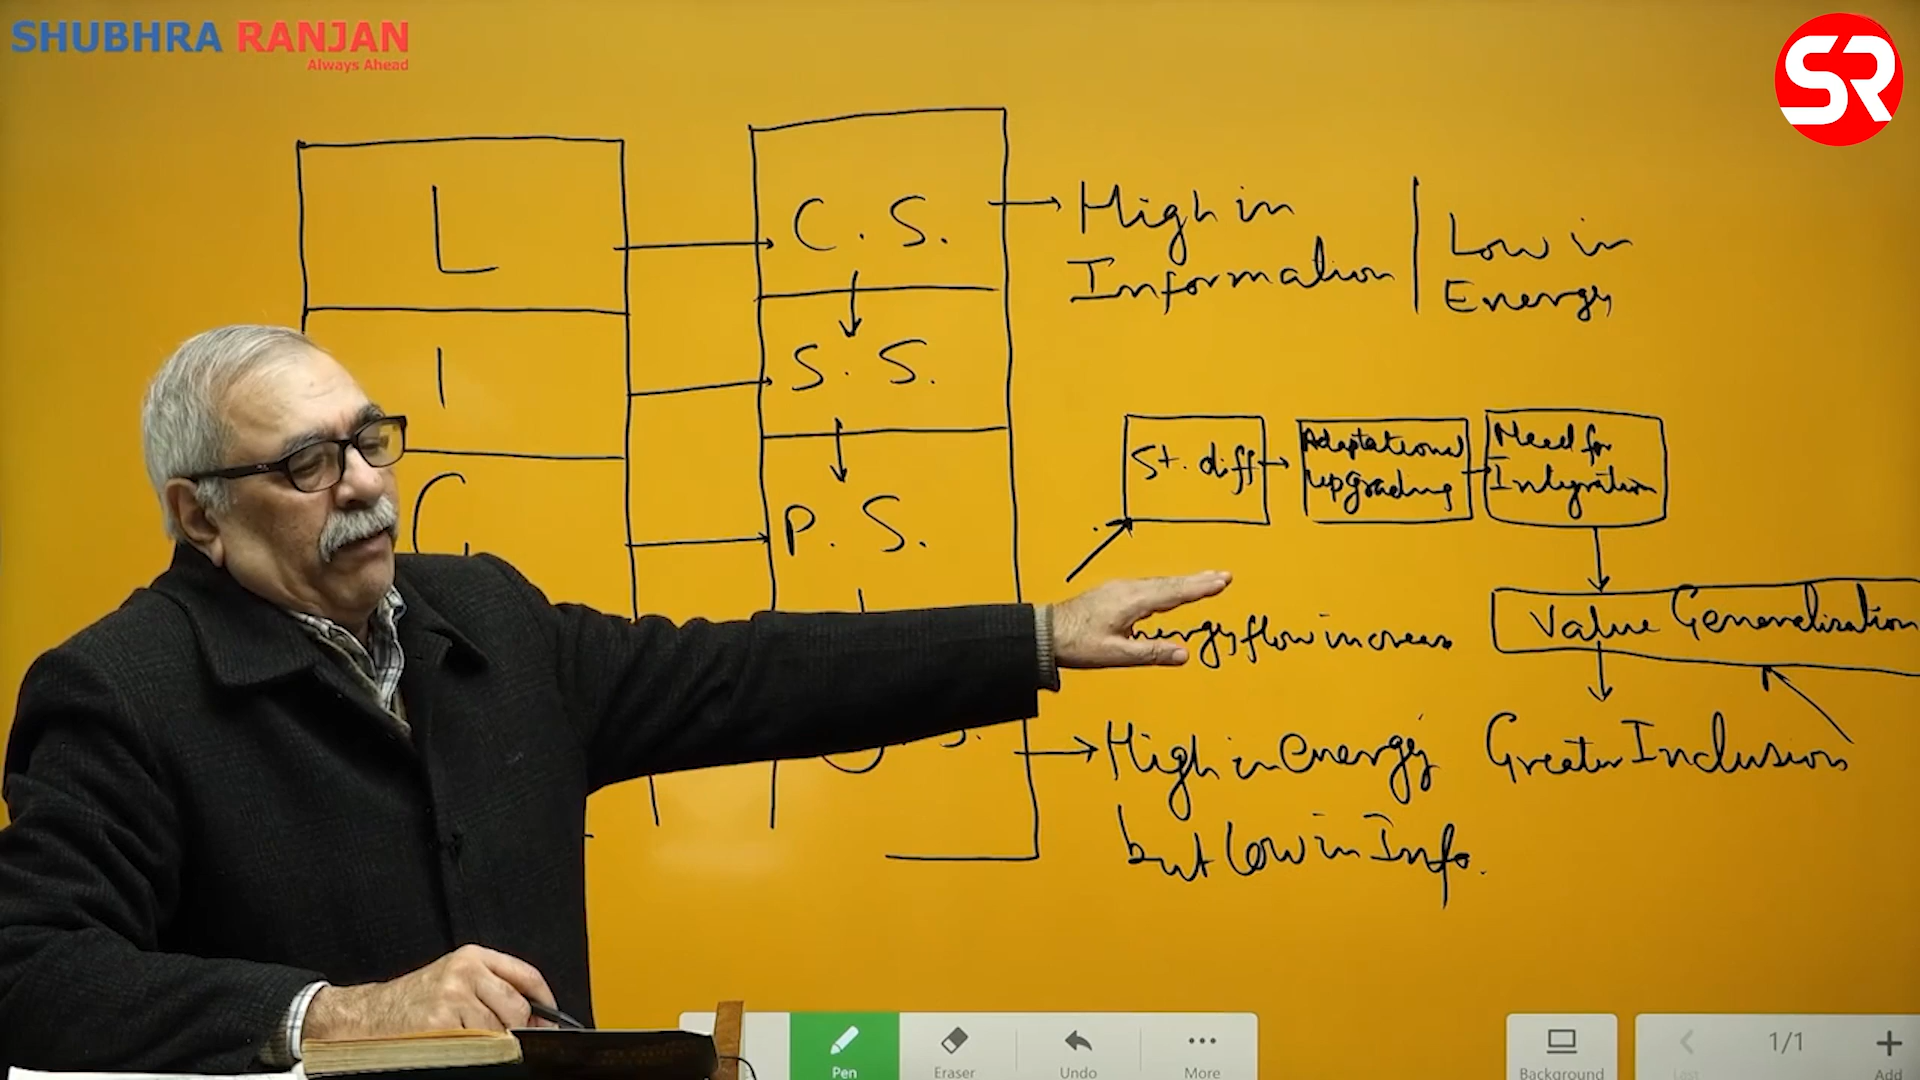 SHUBHRA RANJAN
Always Ahead
SR
L
C. S.
High in
Information
Low in
Energy
I
S. S.
G
P. S.
St. diff
Adaptational
upgrading
Need for
Integration
Value Generalization
flow increase
High in energy
but low in Info.
Greater Inclusion
Pen
Eraser
Undo
More
Background
Last
1/1
Add